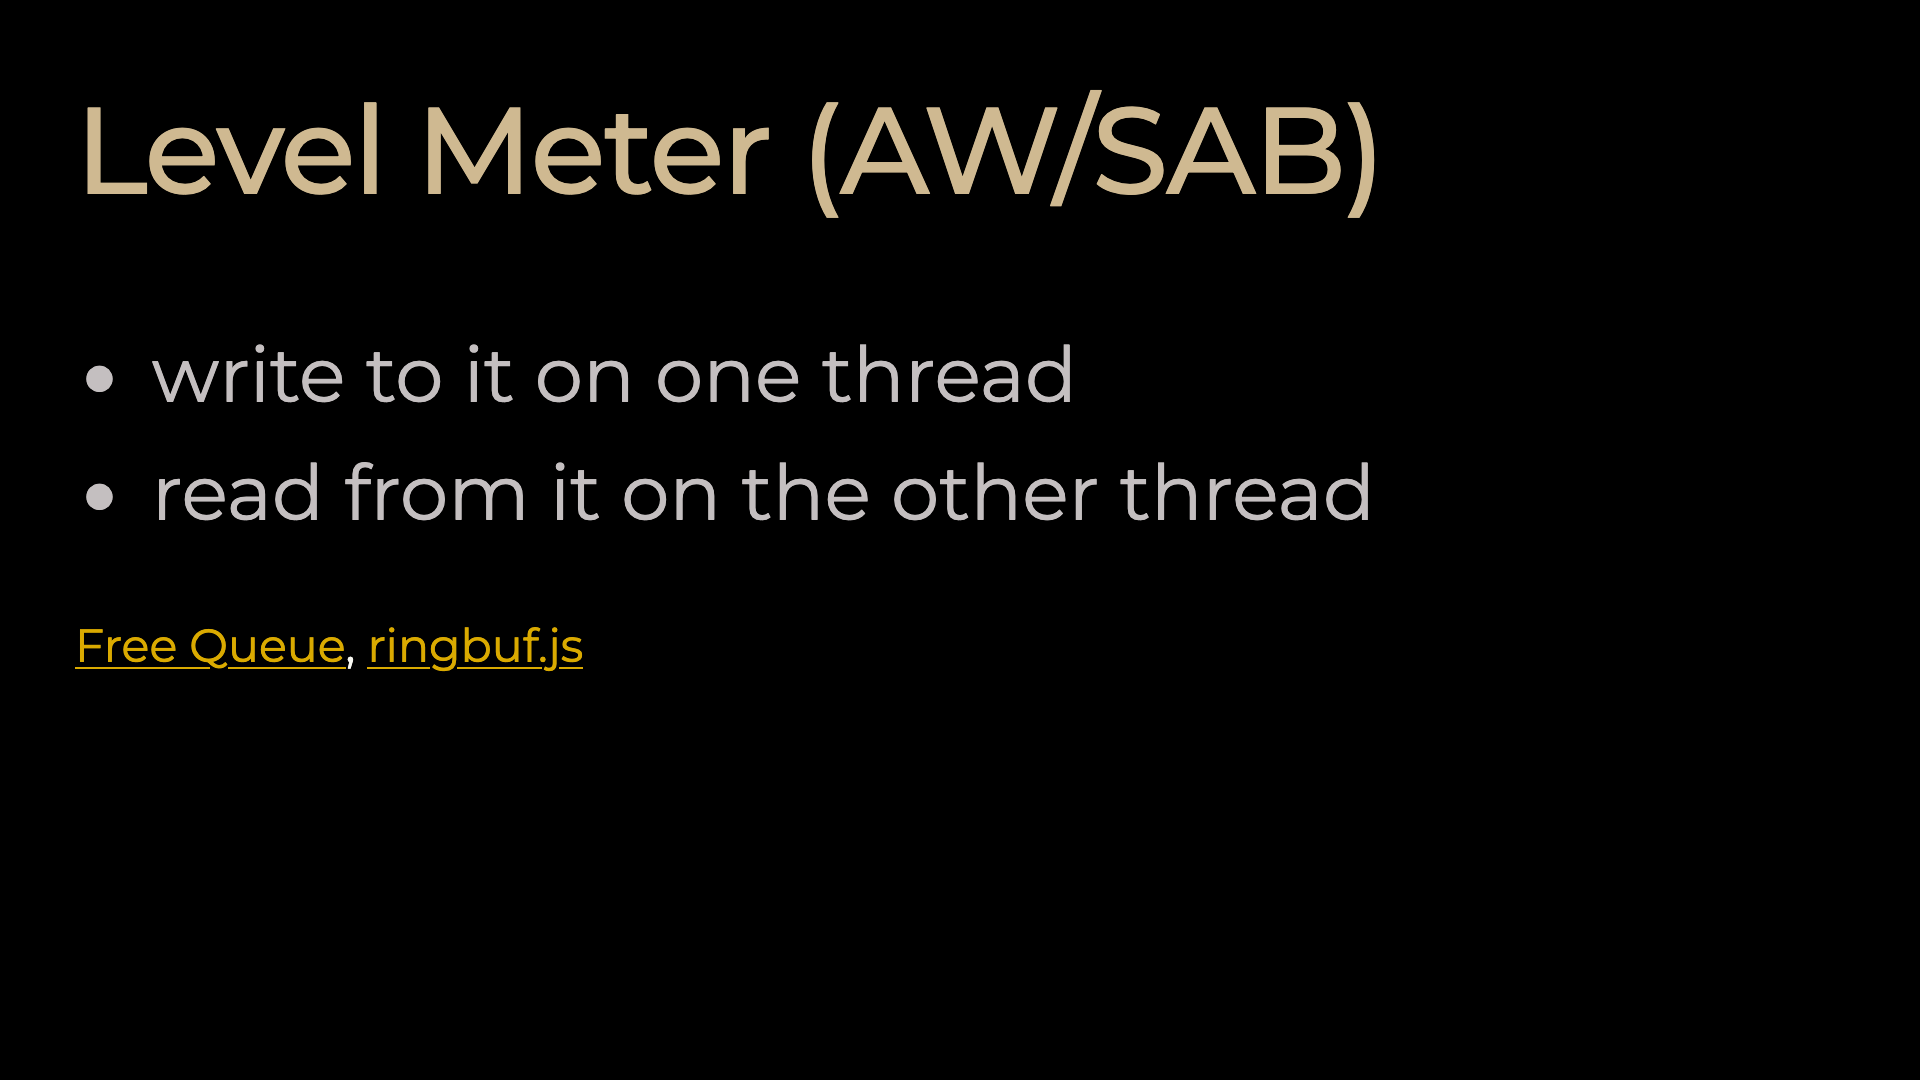 Level Meter (AW/SAB)
• write to it on one thread
• read from it on the other thread
Free Queue, ringbuf.js